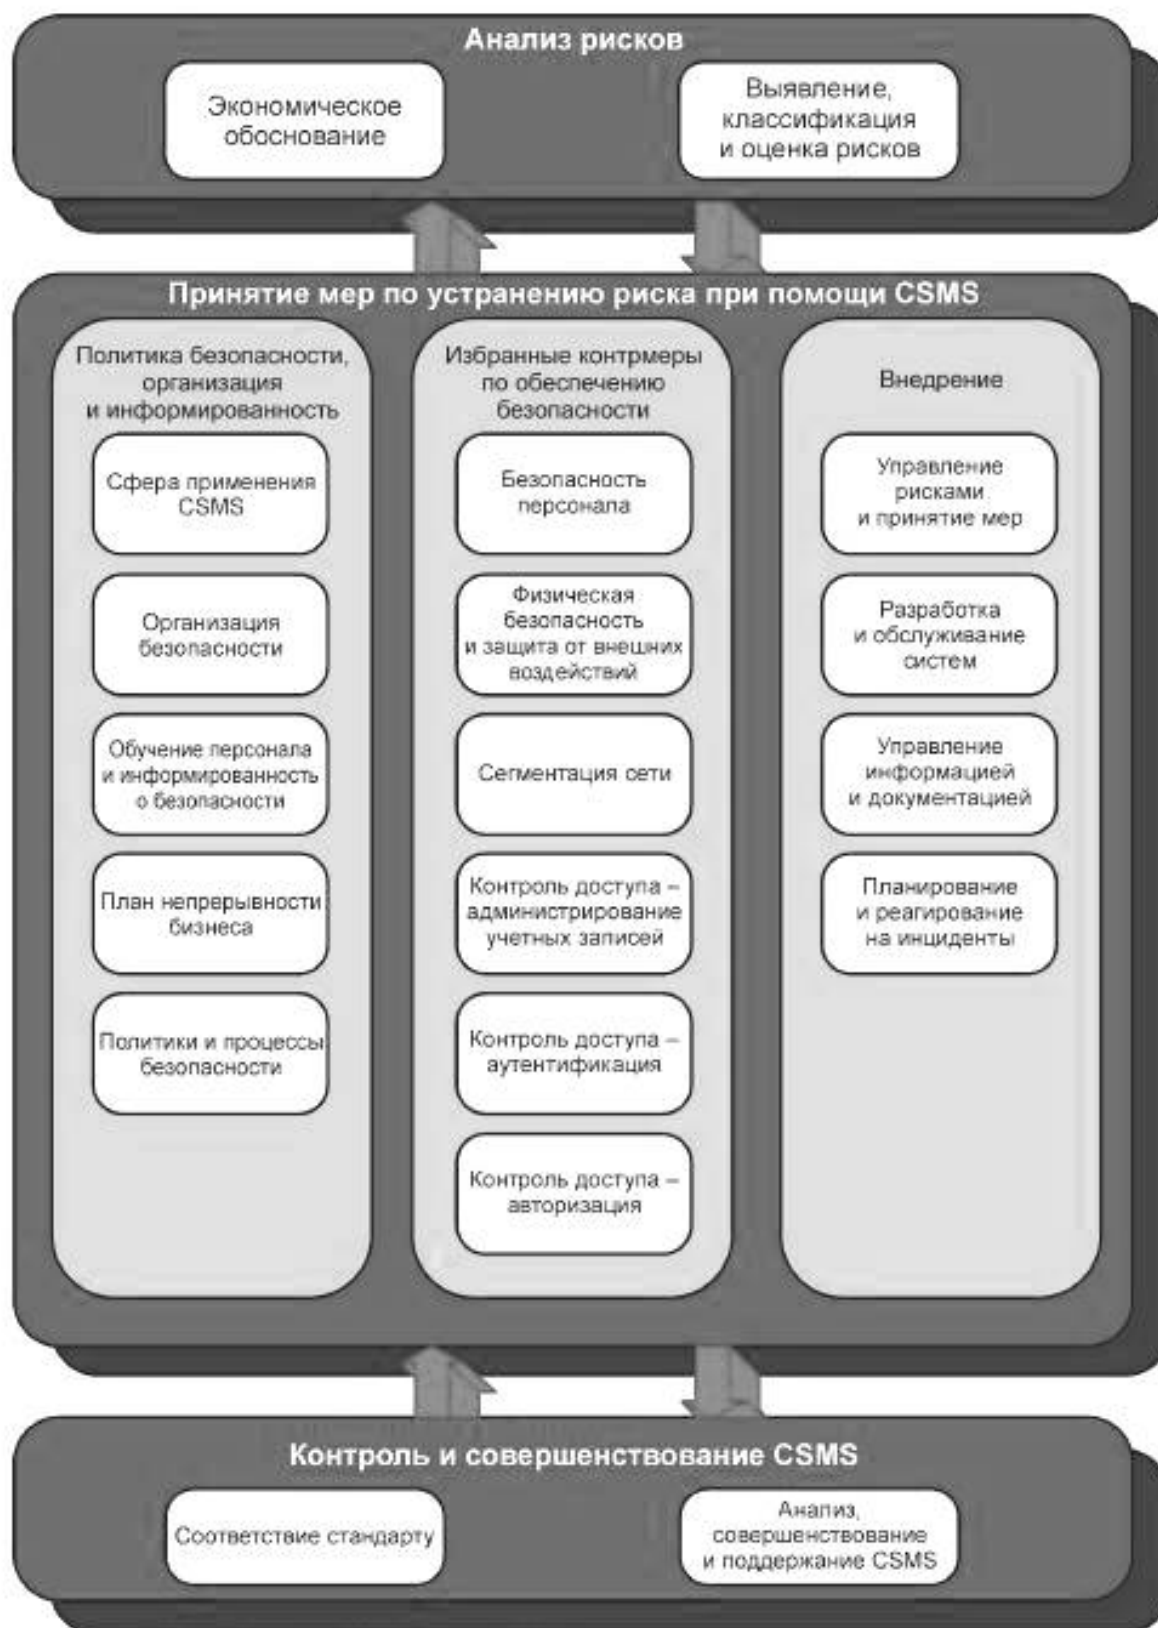 Анализ рисков
Экономическое
обоснование
Выявление,
классификация
и оценка рисков
Принятие мер по устранению риска при помощи CSMS
Политика безопасности,
организация
и информированность
Сфера применения
CSMS
Организация
безопасности
Обучение персонала
и информированность
о безопасности
План непрерывности
бизнеса
Политики и процессы
безопасности
Избранные контрмеры
по обеспечению
безопасности
Безопасность
персонала
Физическая
безопасность
и защита от внешних
воздействий
Сегментация сети
Контроль доступа –
администрирование
учетных записей
Контроль доступа –
аутентификация
Контроль доступа –
авторизация
Внедрение
Управление
рисками
и принятие мер
Разработка
и обслуживание
систем
Управление
информацией
и документацией
Планирование
и реагирование
на инциденты
Контроль и совершенствование CSMS
Соответствие стандарту
Анализ,
совершенствование
и поддержание CSMS